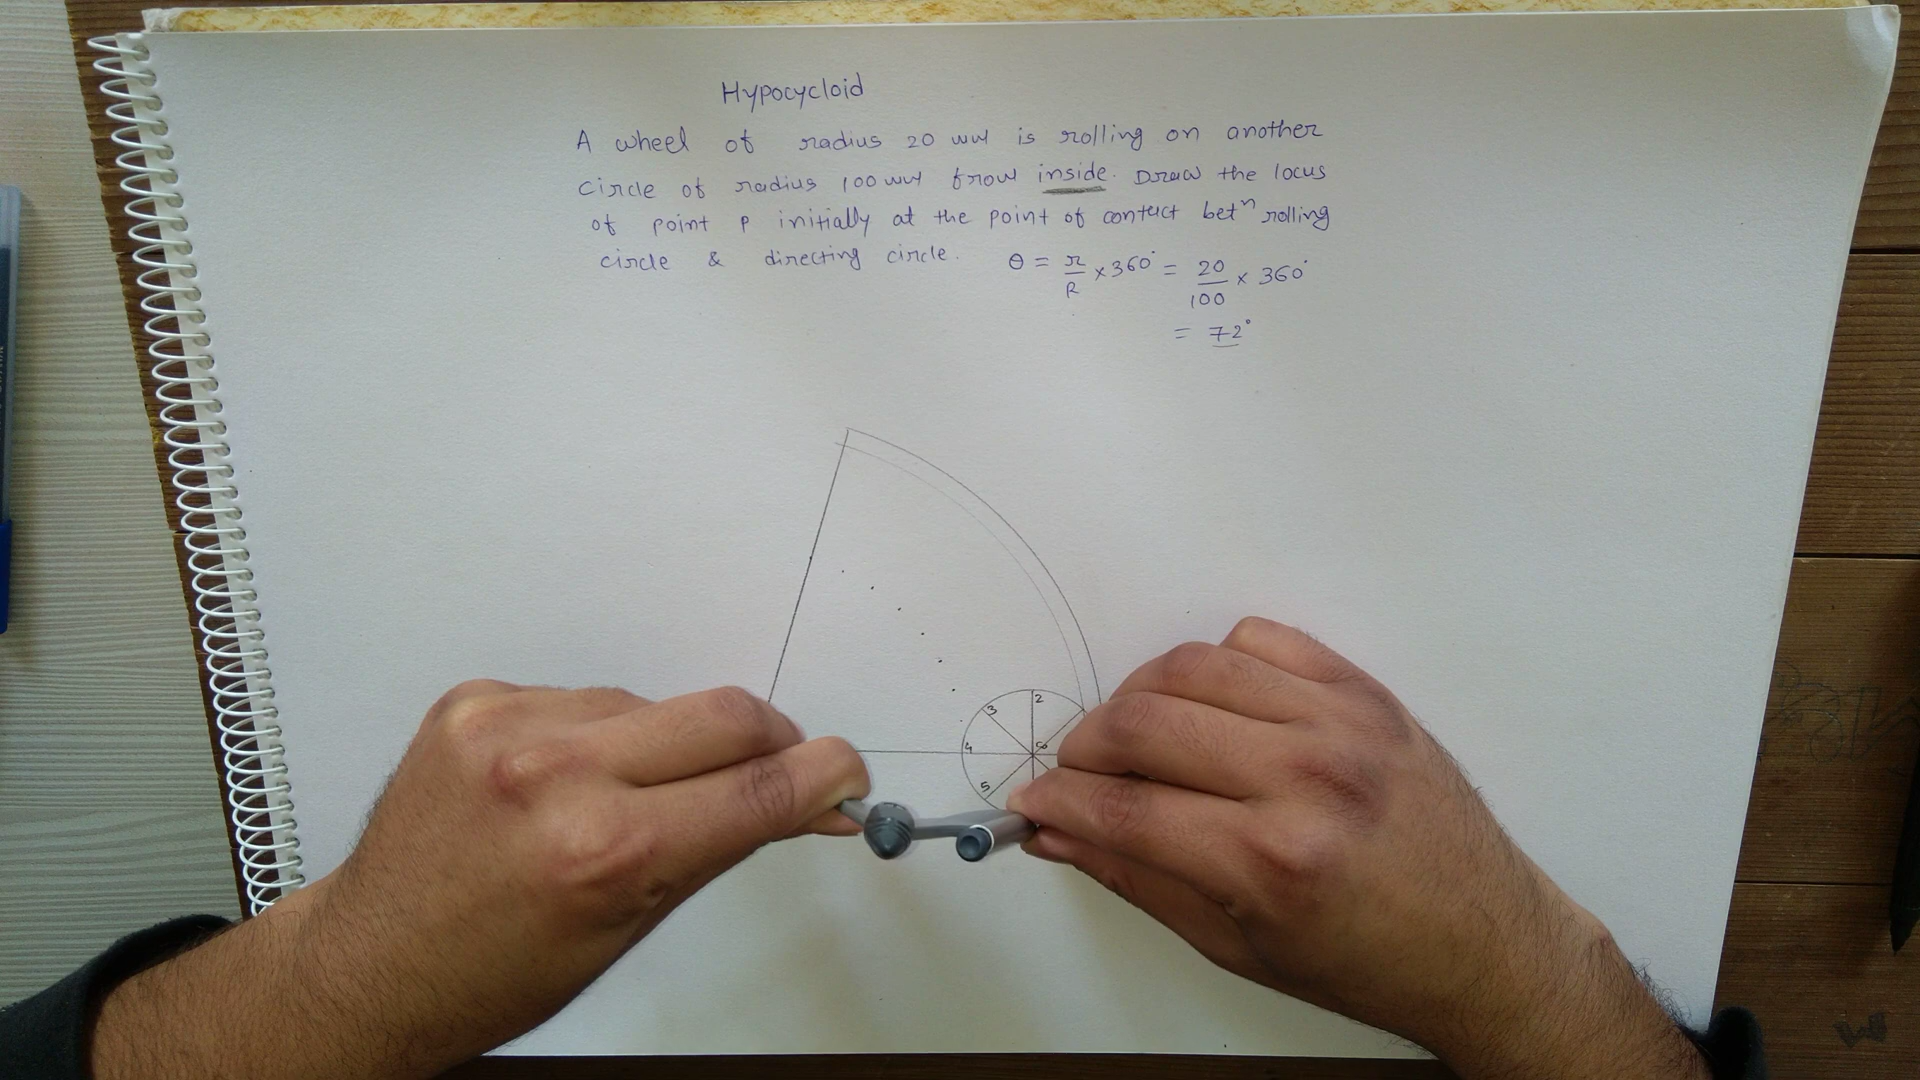 Hypocycloid
A wheel of radius 20 mm is rolling on another
circle of radius 100 mm from inside. Draw the locus
of point P initially at the point of contact betⁿ rolling
circle & directing circle. θ = r/R × 360° = 20/100 × 360°
= 72°
2
3
4
5